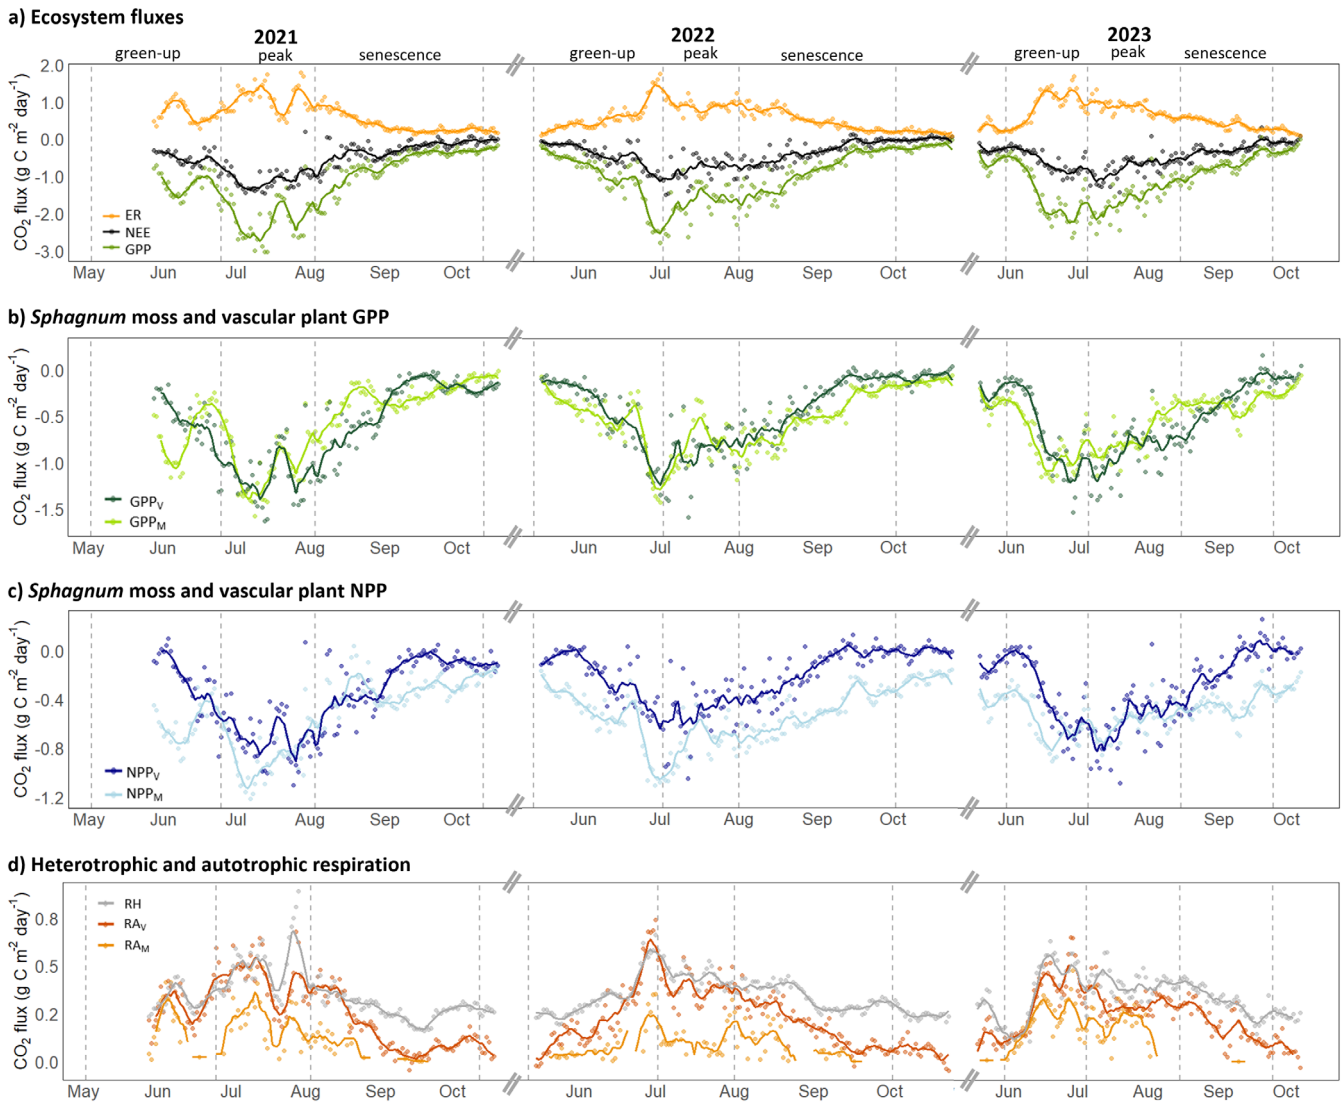 a) Ecosystem fluxes
2021 2022 2023
green-up peak senescence green-up peak senescence green-up peak senescence
CO2 flux (g C m-2 day-1)
2.0
1.0
0.0
-1.0
-2.0
-3.0
ER
NEE
GPP
May Jun Jul Aug Sep Oct Jun Jul Aug Sep Oct Jun Jul Aug Sep Oct
b) Sphagnum moss and vascular plant GPP
CO2 flux (g C m-2 day-1)
0.0
-0.5
-1.0
-1.5
GPPV
GPPM
May Jun Jul Aug Sep Oct Jun Jul Aug Sep Oct Jun Jul Aug Sep Oct
c) Sphagnum moss and vascular plant NPP
CO2 flux (g C m-2 day-1)
0.0
-0.4
-0.8
-1.2
NPPV
NPPM
May Jun Jul Aug Sep Oct Jun Jul Aug Sep Oct Jun Jul Aug Sep Oct
d) Heterotrophic and autotrophic respiration
CO2 flux (g C m-2 day-1)
0.8
0.5
0.2
0.0
RH
RAV
RAM
May Jun Jul Aug Sep Oct Jun Jul Aug Sep Oct Jun Jul Aug Sep Oct